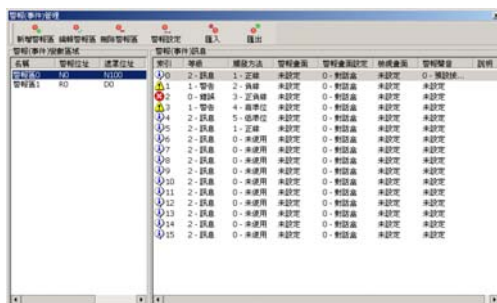 警報(事件)管理
新增警報區 編輯警報區 刪除警報區 警報設定 匯入 匯出
警報(事件)發數區域 警報(事件)訊息
名稱 警報位址 遮罩位址 索引 等級 觸發方法 警報畫面 警報畫面設定 檢視畫面 警報聲音 說明
警報區0 N0 N100 0 2 - 訊息 1 - 正緣 未設定 0 - 對話盒 未設定 0 - 預設
警報區1 R0 D0 1 1 - 警告 2 - 負緣 未設定 0 - 對話盒 未設定 未設定
2 0 - 錯誤 3 - 正負緣 未設定 0 - 對話盒 未設定 未設定
3 1 - 警告 4 - 高準位 未設定 0 - 對話盒 未設定 未設定
4 2 - 訊息 5 - 低準位 未設定 0 - 對話盒 未設定 未設定
5 2 - 訊息 1 - 正緣 未設定 0 - 對話盒 未設定 未設定
6 2 - 訊息 0 - 未使用 未設定 0 - 對話盒 未設定 未設定
7 2 - 訊息 0 - 未使用 未設定 0 - 對話盒 未設定 未設定
8 2 - 訊息 0 - 未使用 未設定 0 - 對話盒 未設定 未設定
9 2 - 訊息 0 - 未使用 未設定 0 - 對話盒 未設定 未設定
10 2 - 訊息 0 - 未使用 未設定 0 - 對話盒 未設定 未設定
11 2 - 訊息 0 - 未使用 未設定 0 - 對話盒 未設定 未設定
12 2 - 訊息 0 - 未使用 未設定 0 - 對話盒 未設定 未設定
13 2 - 訊息 0 - 未使用 未設定 0 - 對話盒 未設定 未設定
14 2 - 訊息 0 - 未使用 未設定 0 - 對話盒 未設定 未設定
15 2 - 訊息 0 - 未使用 未設定 0 - 對話盒 未設定 未設定